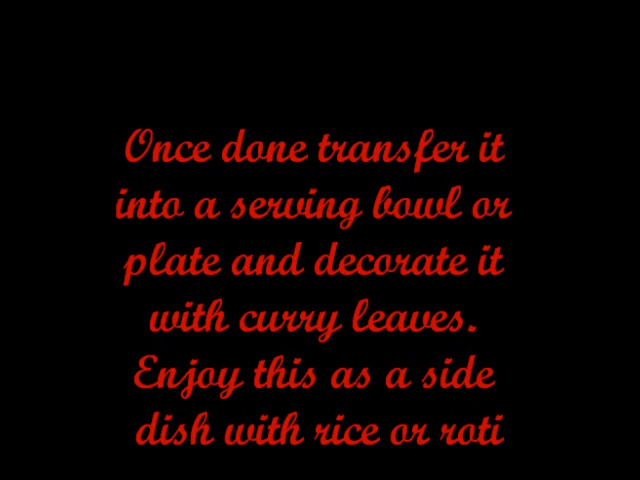 Once done transfer it
into a serving bowl or
plate and decorate it
with curry leaves.
Enjoy this as a side
dish with rice or roti